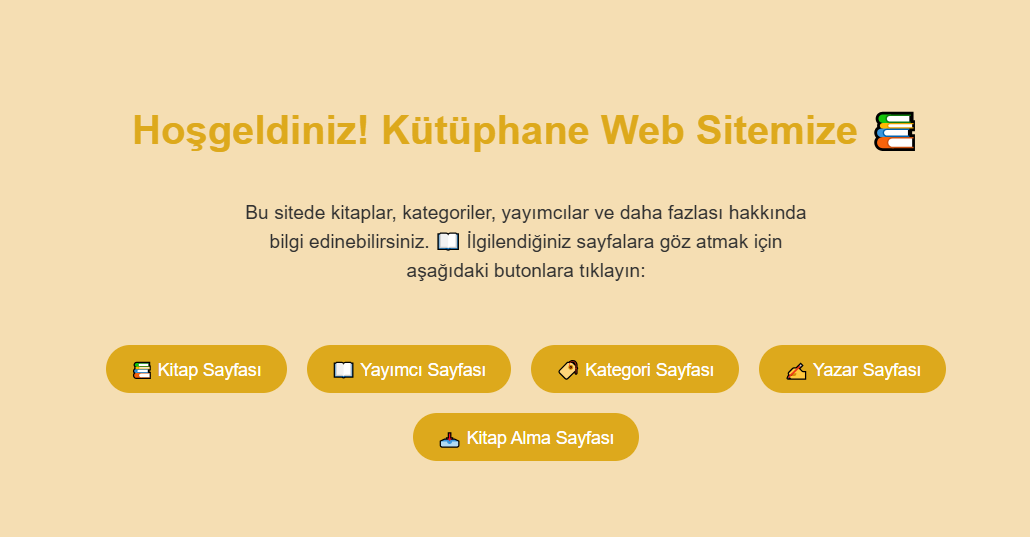 Hoşgeldiniz! Kütüphane Web Sitemize 📚
Bu sitede kitaplar, kategoriler, yayımcılar ve daha fazlası hakkında
bilgi edinebilirsiniz. 📖 İlgilendiğiniz sayfalara göz atmak için
aşağıdaki butonlara tıklayın:
📚 Kitap Sayfası
📖 Yayımcı Sayfası
🏷️ Kategori Sayfası
✍️ Yazar Sayfası
📥 Kitap Alma Sayfası